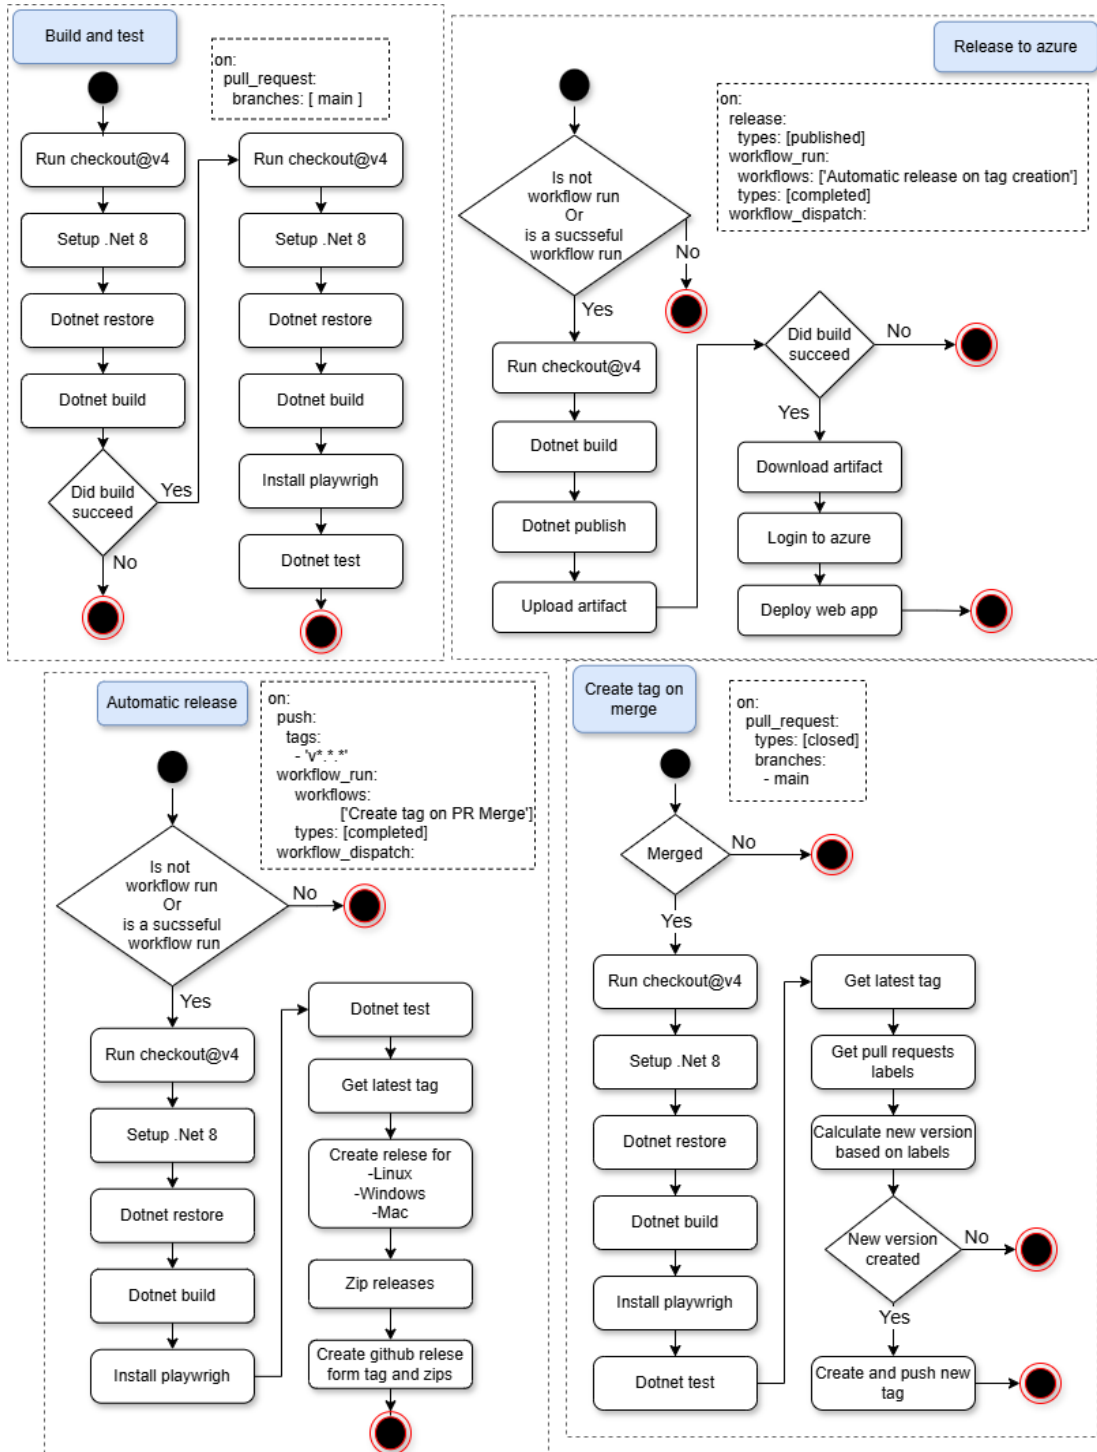 Build and test
on:
pull_request:
branches: [ main ]
Run checkout@v4
Setup .Net 8
Dotnet restore
Dotnet build
Did build
succeed
Yes
No
Run checkout@v4
Setup .Net 8
Dotnet restore
Dotnet build
Install playwrigh
Dotnet test
Release to azure
on:
release:
types: [published]
workflow_run:
workflows: ['Automatic release on tag creation']
types: [completed]
workflow_dispatch:
Is not
workflow run
Or
is a sucsseful
workflow run
No
Yes
Run checkout@v4
Dotnet build
Dotnet publish
Upload artifact
Did build
succeed
No
Yes
Download artifact
Login to azure
Deploy web app
Automatic release
on:
push:
tags:
- 'v*.*.*'
workflow_run:
workflows:
['Create tag on PR Merge']
types: [completed]
workflow_dispatch:
Is not
workflow run
Or
is a sucsseful
workflow run
No
Yes
Run checkout@v4
Setup .Net 8
Dotnet restore
Dotnet build
Install playwrigh
Dotnet test
Get latest tag
Create relese for
-Linux
-Windows
-Mac
Zip releases
Create github relese
form tag and zips
Create tag on
merge
on:
pull_request:
types: [closed]
branches:
- main
Merged
No
Yes
Run checkout@v4
Setup .Net 8
Dotnet restore
Dotnet build
Install playwrigh
Dotnet test
Get latest tag
Get pull requests
labels
Calculate new version
based on labels
New version
created
No
Yes
Create and push new
tag